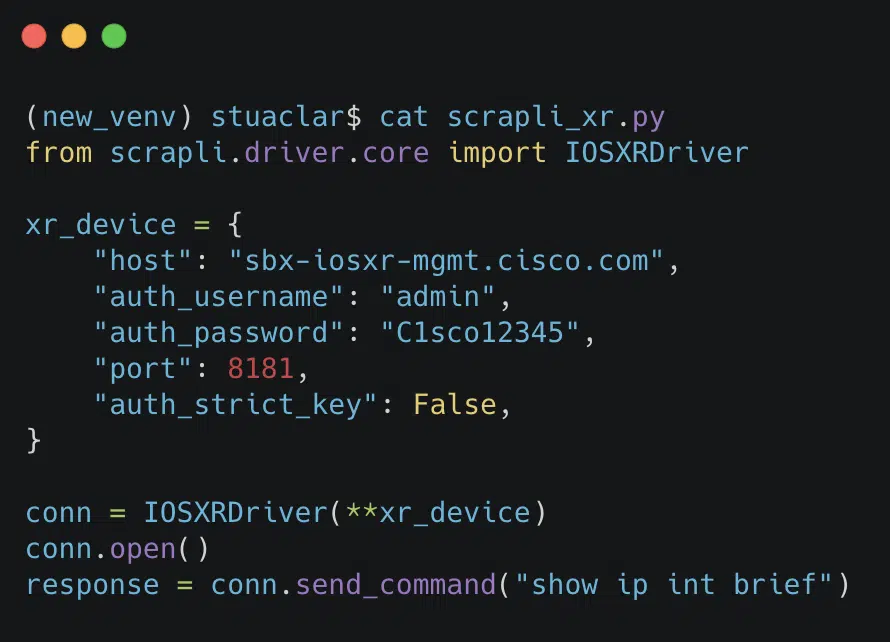 (new_venv) stuaclar$ cat scrapli_xr.py
from scrapli.driver.core import IOSXRDriver

xr_device = {
    "host": "sbx-iosxr-mgmt.cisco.com",
    "auth_username": "admin",
    "auth_password": "C1sco12345",
    "port": 8181,
    "auth_strict_key": False,
}

conn = IOSXRDriver(**xr_device)
conn.open()
response = conn.send_command("show ip int brief")